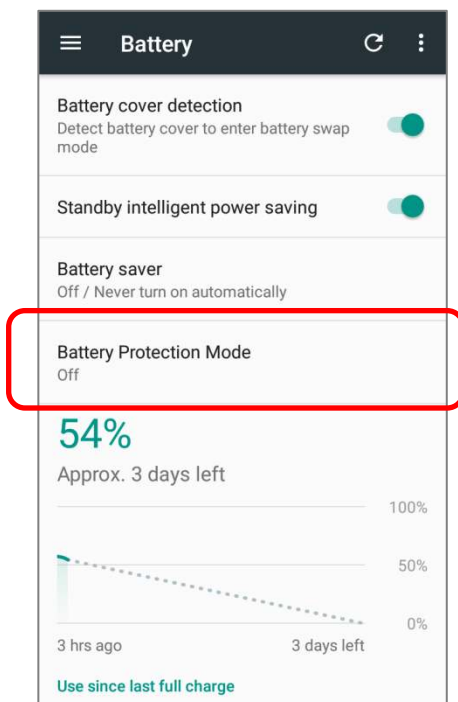 Battery
Battery cover detection
Detect battery cover to enter battery swap
mode
Standby intelligent power saving
Battery saver
Off / Never turn on automatically
Battery Protection Mode
Off
54%
Approx. 3 days left
100%
50%
0%
3 hrs ago 3 days left
Use since last full charge